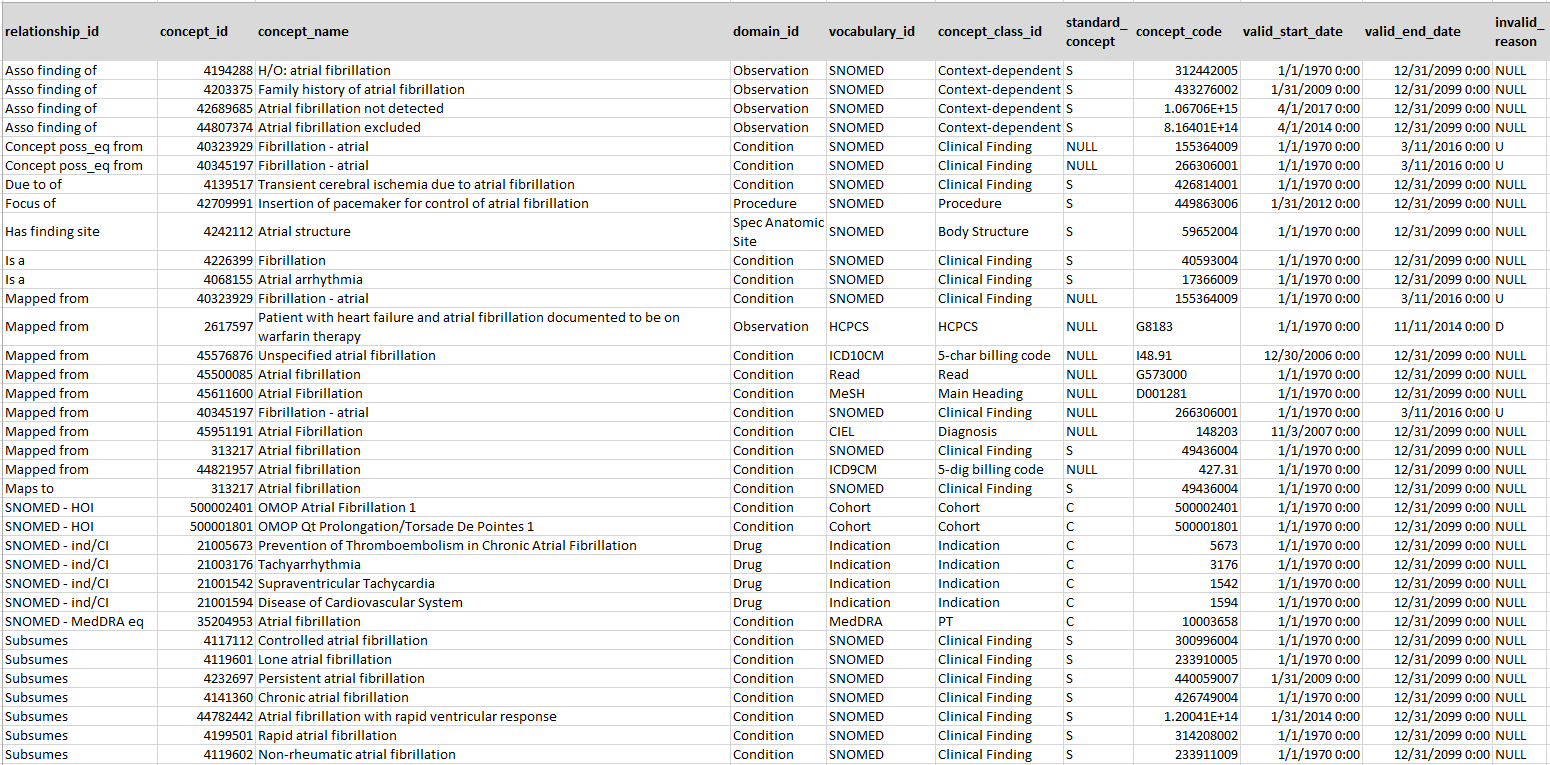 relationship_id concept_id concept_name domain_id vocabulary_id concept_class_id standard_concept concept_code valid_start_date valid_end_date invalid_reason
Asso finding of 4194288 H/O: atrial fibrillation Observation SNOMED Context-dependent S 312442005 1/1/1970 0:00 12/31/2099 0:00 NULL
Asso finding of 4203375 Family history of atrial fibrillation Observation SNOMED Context-dependent S 433276002 1/31/2009 0:00 12/31/2099 0:00 NULL
Asso finding of 42689685 Atrial fibrillation not detected Observation SNOMED Context-dependent S 1.06706E+15 4/1/2017 0:00 12/31/2099 0:00 NULL
Asso finding of 44807374 Atrial fibrillation excluded Observation SNOMED Context-dependent S 8.16401E+14 4/1/2014 0:00 12/31/2099 0:00 NULL
Concept poss_eq from 40323929 Fibrillation - atrial Condition SNOMED Clinical Finding NULL 155364009 1/1/1970 0:00 3/11/2016 0:00 U
Concept poss_eq from 40345197 Fibrillation - atrial Condition SNOMED Clinical Finding NULL 266306001 1/1/1970 0:00 3/11/2016 0:00 U
Due to of 4139517 Transient cerebral ischemia due to atrial fibrillation Condition SNOMED Clinical Finding S 426814001 1/1/1970 0:00 12/31/2099 0:00 NULL
Focus of 42709991 Insertion of pacemaker for control of atrial fibrillation Procedure SNOMED Procedure S 449863006 1/31/2012 0:00 12/31/2099 0:00 NULL
Has finding site 4242112 Atrial structure Spec Anatomic Site SNOMED Body Structure S 59652004 1/1/1970 0:00 12/31/2099 0:00 NULL
Is a 4226399 Fibrillation Condition SNOMED Clinical Finding S 40593004 1/1/1970 0:00 12/31/2099 0:00 NULL
Is a 4068155 Atrial arrhythmia Condition SNOMED Clinical Finding S 17366009 1/1/1970 0:00 12/31/2099 0:00 NULL
Mapped from 40323929 Fibrillation - atrial Condition SNOMED Clinical Finding NULL 155364009 1/1/1970 0:00 3/11/2016 0:00 U
Mapped from 2617597 Patient with heart failure and atrial fibrillation documented to be on warfarin therapy Observation HCPCS HCPCS NULL G8183 1/1/1970 0:00 11/11/2014 0:00 D
Mapped from 45576876 Unspecified atrial fibrillation Condition ICD10CM 5-char billing code NULL I48.91 12/30/2006 0:00 12/31/2099 0:00 NULL
Mapped from 45500085 Atrial fibrillation Condition Read Read NULL G573000 1/1/1970 0:00 12/31/2099 0:00 NULL
Mapped from 45611600 Atrial Fibrillation Condition MeSH Main Heading NULL D001281 1/1/1970 0:00 12/31/2099 0:00 NULL
Mapped from 40345197 Fibrillation - atrial Condition SNOMED Clinical Finding NULL 266306001 1/1/1970 0:00 3/11/2016 0:00 U
Mapped from 45951191 Atrial Fibrillation Condition CIEL Diagnosis NULL 148203 11/3/2007 0:00 12/31/2099 0:00 NULL
Mapped from 313217 Atrial fibrillation Condition SNOMED Clinical Finding S 49436004 1/1/1970 0:00 12/31/2099 0:00 NULL
Mapped from 44821957 Atrial fibrillation Condition ICD9CM 5-dig billing code NULL 427.31 1/1/1970 0:00 12/31/2099 0:00 NULL
Maps to 313217 Atrial fibrillation Condition SNOMED Clinical Finding S 49436004 1/1/1970 0:00 12/31/2099 0:00 NULL
SNOMED - HOI 500002401 OMOP Atrial Fibrillation 1 Condition Cohort Cohort C 500002401 1/1/1970 0:00 12/31/2099 0:00 NULL
SNOMED - HOI 500001801 OMOP Qt Prolongation/Torsade De Pointes 1 Condition Cohort Cohort C 500001801 1/1/1970 0:00 12/31/2099 0:00 NULL
SNOMED - ind/CI 21005673 Prevention of Thromboembolism in Chronic Atrial Fibrillation Drug Indication Indication C 5673 1/1/1970 0:00 12/31/2099 0:00 NULL
SNOMED - ind/CI 21003176 Tachyarrhythmia Drug Indication Indication C 3176 1/1/1970 0:00 12/31/2099 0:00 NULL
SNOMED - ind/CI 21001542 Supraventricular Tachycardia Drug Indication Indication C 1542 1/1/1970 0:00 12/31/2099 0:00 NULL
SNOMED - ind/CI 21001594 Disease of Cardiovascular System Drug Indication Indication C 1594 1/1/1970 0:00 12/31/2099 0:00 NULL
SNOMED - MedDRA eq 35204953 Atrial fibrillation Condition MedDRA PT C 10003658 1/1/1970 0:00 12/31/2099 0:00 NULL
Subsumes 4117112 Controlled atrial fibrillation Condition SNOMED Clinical Finding S 300996004 1/1/1970 0:00 12/31/2099 0:00 NULL
Subsumes 4119601 Lone atrial fibrillation Condition SNOMED Clinical Finding S 233910005 1/1/1970 0:00 12/31/2099 0:00 NULL
Subsumes 4232697 Persistent atrial fibrillation Condition SNOMED Clinical Finding S 440059007 1/31/2009 0:00 12/31/2099 0:00 NULL
Subsumes 4141360 Chronic atrial fibrillation Condition SNOMED Clinical Finding S 426749004 1/1/1970 0:00 12/31/2099 0:00 NULL
Subsumes 44782442 Atrial fibrillation with rapid ventricular response Condition SNOMED Clinical Finding S 1.20041E+14 1/31/2014 0:00 12/31/2099 0:00 NULL
Subsumes 4199501 Rapid atrial fibrillation Condition SNOMED Clinical Finding S 314208002 1/1/1970 0:00 12/31/2099 0:00 NULL
Subsumes 4119602 Non-rheumatic atrial fibrillation Condition SNOMED Clinical Finding S 233911009 1/1/1970 0:00 12/31/2099 0:00 NULL